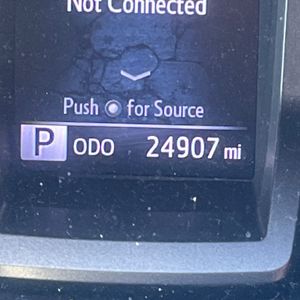 Not Connected
Push for Source
P ODO 24907 mi